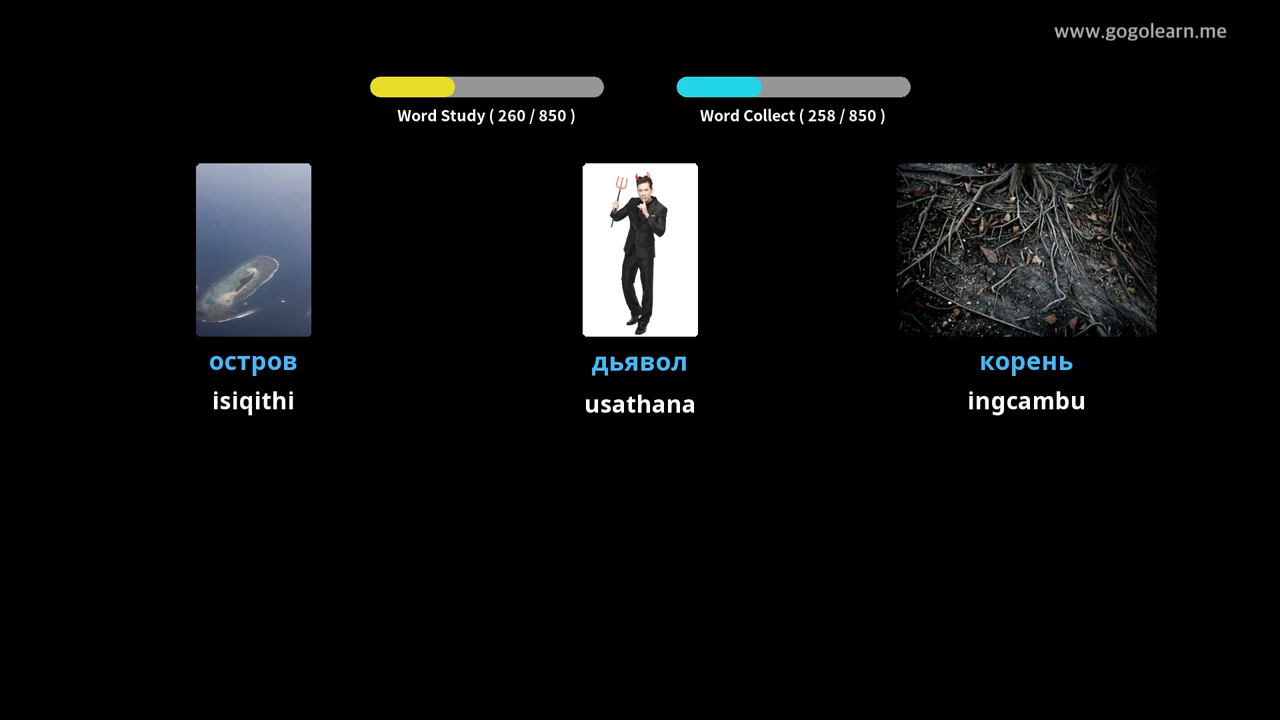 www.gogolearn.me
Word Study ( 260 / 850 )
Word Collect ( 258 / 850 )
остров
isiqithi
дьявол
usathana
корень
ingcambu